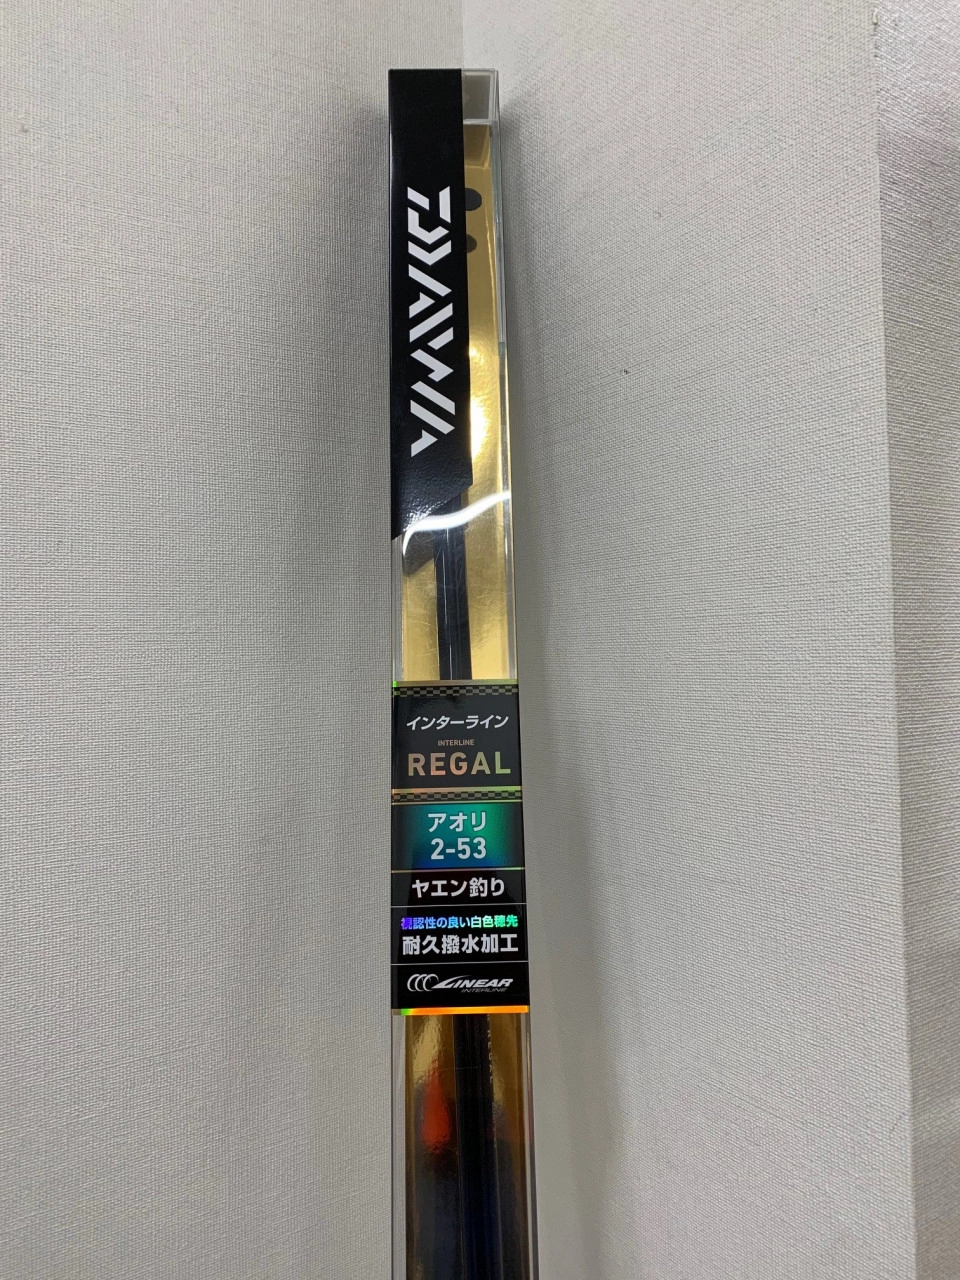 DAIWA
インターライン
INTERLINE
REGAL
アオリ
2-53
ヤエン釣り
視認性の良い白色穂先
耐久撥水加工
LINEAR
INTERLINE